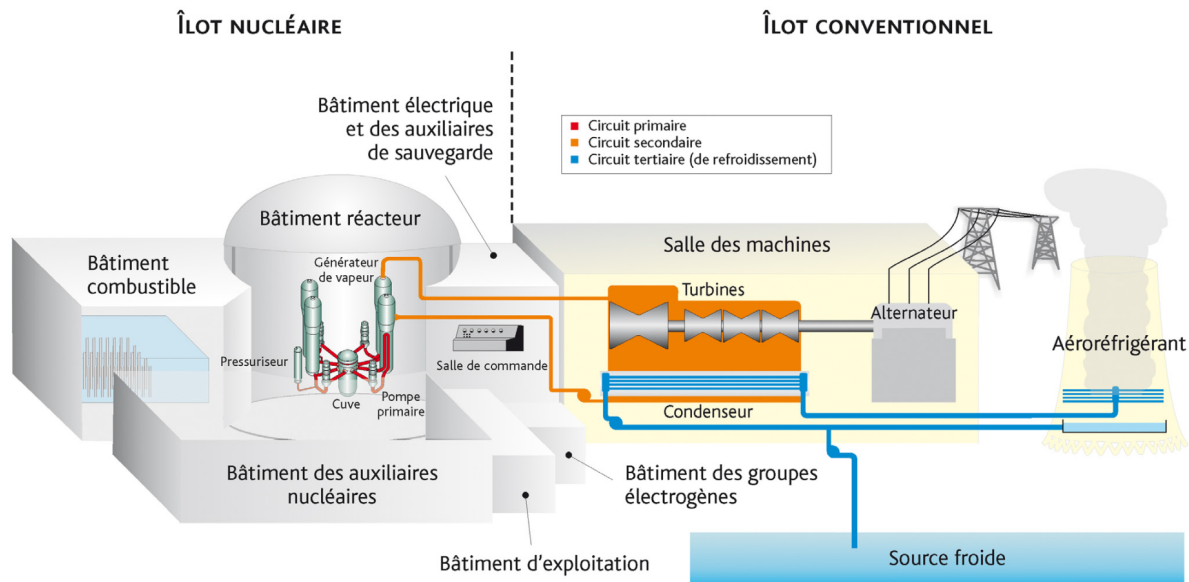 ÎLOT NUCLÉAIRE
ÎLOT CONVENTIONNEL
Bâtiment électrique
et des auxiliaires
de sauvegarde
Circuit primaire
Circuit secondaire
Circuit tertiaire (de refroidissement)
Bâtiment réacteur
Salle des machines
Bâtiment
combustible
Générateur
de vapeur
Turbines
Alternateur
Aéroréfrigérant
Pressuriseur
Salle de commande
Cuve
Pompe
primaire
Condenseur
Bâtiment des auxiliaires
nucléaires
Bâtiment des groupes
électrogènes
Bâtiment d'exploitation
Source froide